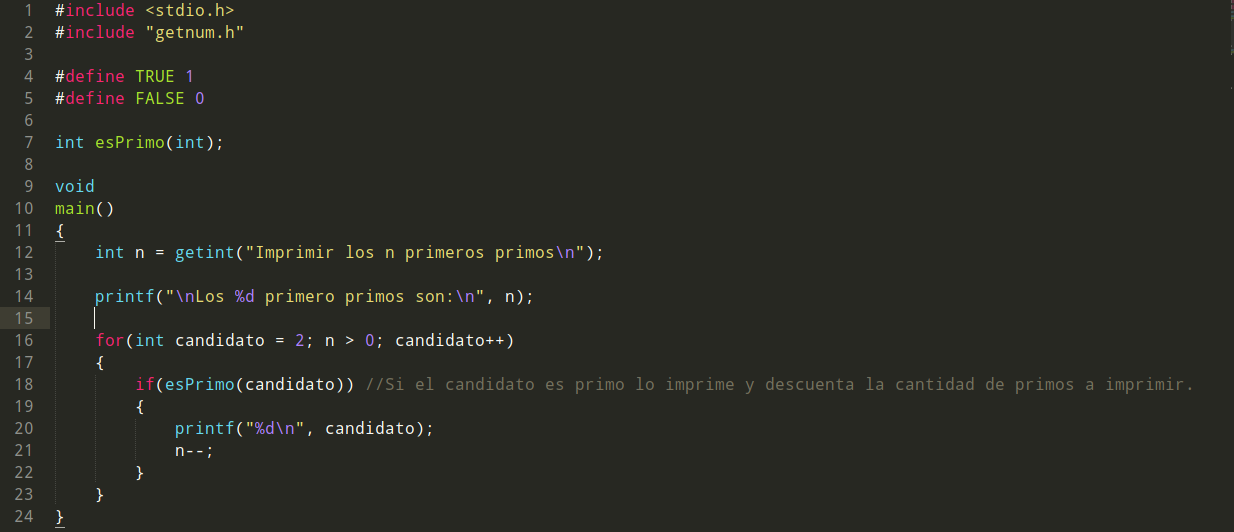 1 #include <stdio.h>
2 #include "getnum.h"
3
4 #define TRUE 1
5 #define FALSE 0
6
7 int esPrimo(int);
8
9 void
10 main()
11 {
12     int n = getint("Imprimir los n primeros primos\n");
13
14     printf("\nLos %d primero primos son:\n", n);
15
16     for(int candidato = 2; n > 0; candidato++)
17     {
18         if(esPrimo(candidato)) //Si el candidato es primo lo imprime y descuenta la cantidad de primos a imprimir.
19         {
20             printf("%d\n", candidato);
21             n--;
22         }
23     }
24 }